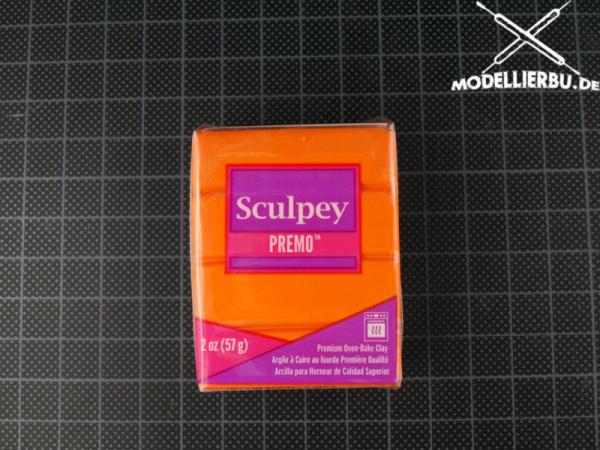 MODELLIERBU.DE
Sculpey
PREMO™
2 oz (57 g)
Premium Oven-Bake Clay
Argile à Cuire au fourde Première Qualité
Arcilla para Hornear de Calidad Superior